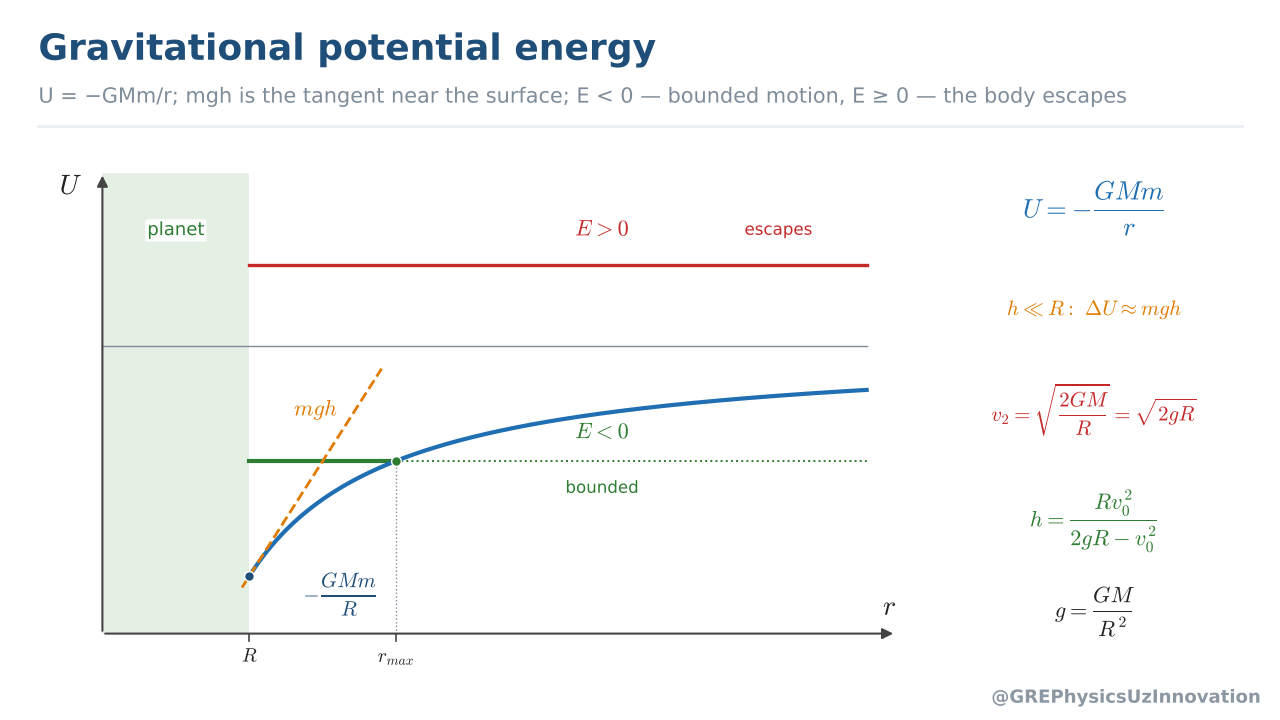 Gravitational potential energy
U = −GMm/r; mgh is the tangent near the surface; E < 0 — bounded motion, E ≥ 0 — the body escapes
U
planet
E > 0
escapes
mgh
E < 0
bounded
−GMm/R
r
R
r_max
U = −GMm/r
h ≪ R : ΔU ≈ mgh
v₂ = √(2GM/R) = √(2gR)
h = Rv₀²/(2gR − v₀²)
g = GM/R²
@GREPhysicsUzInnovation